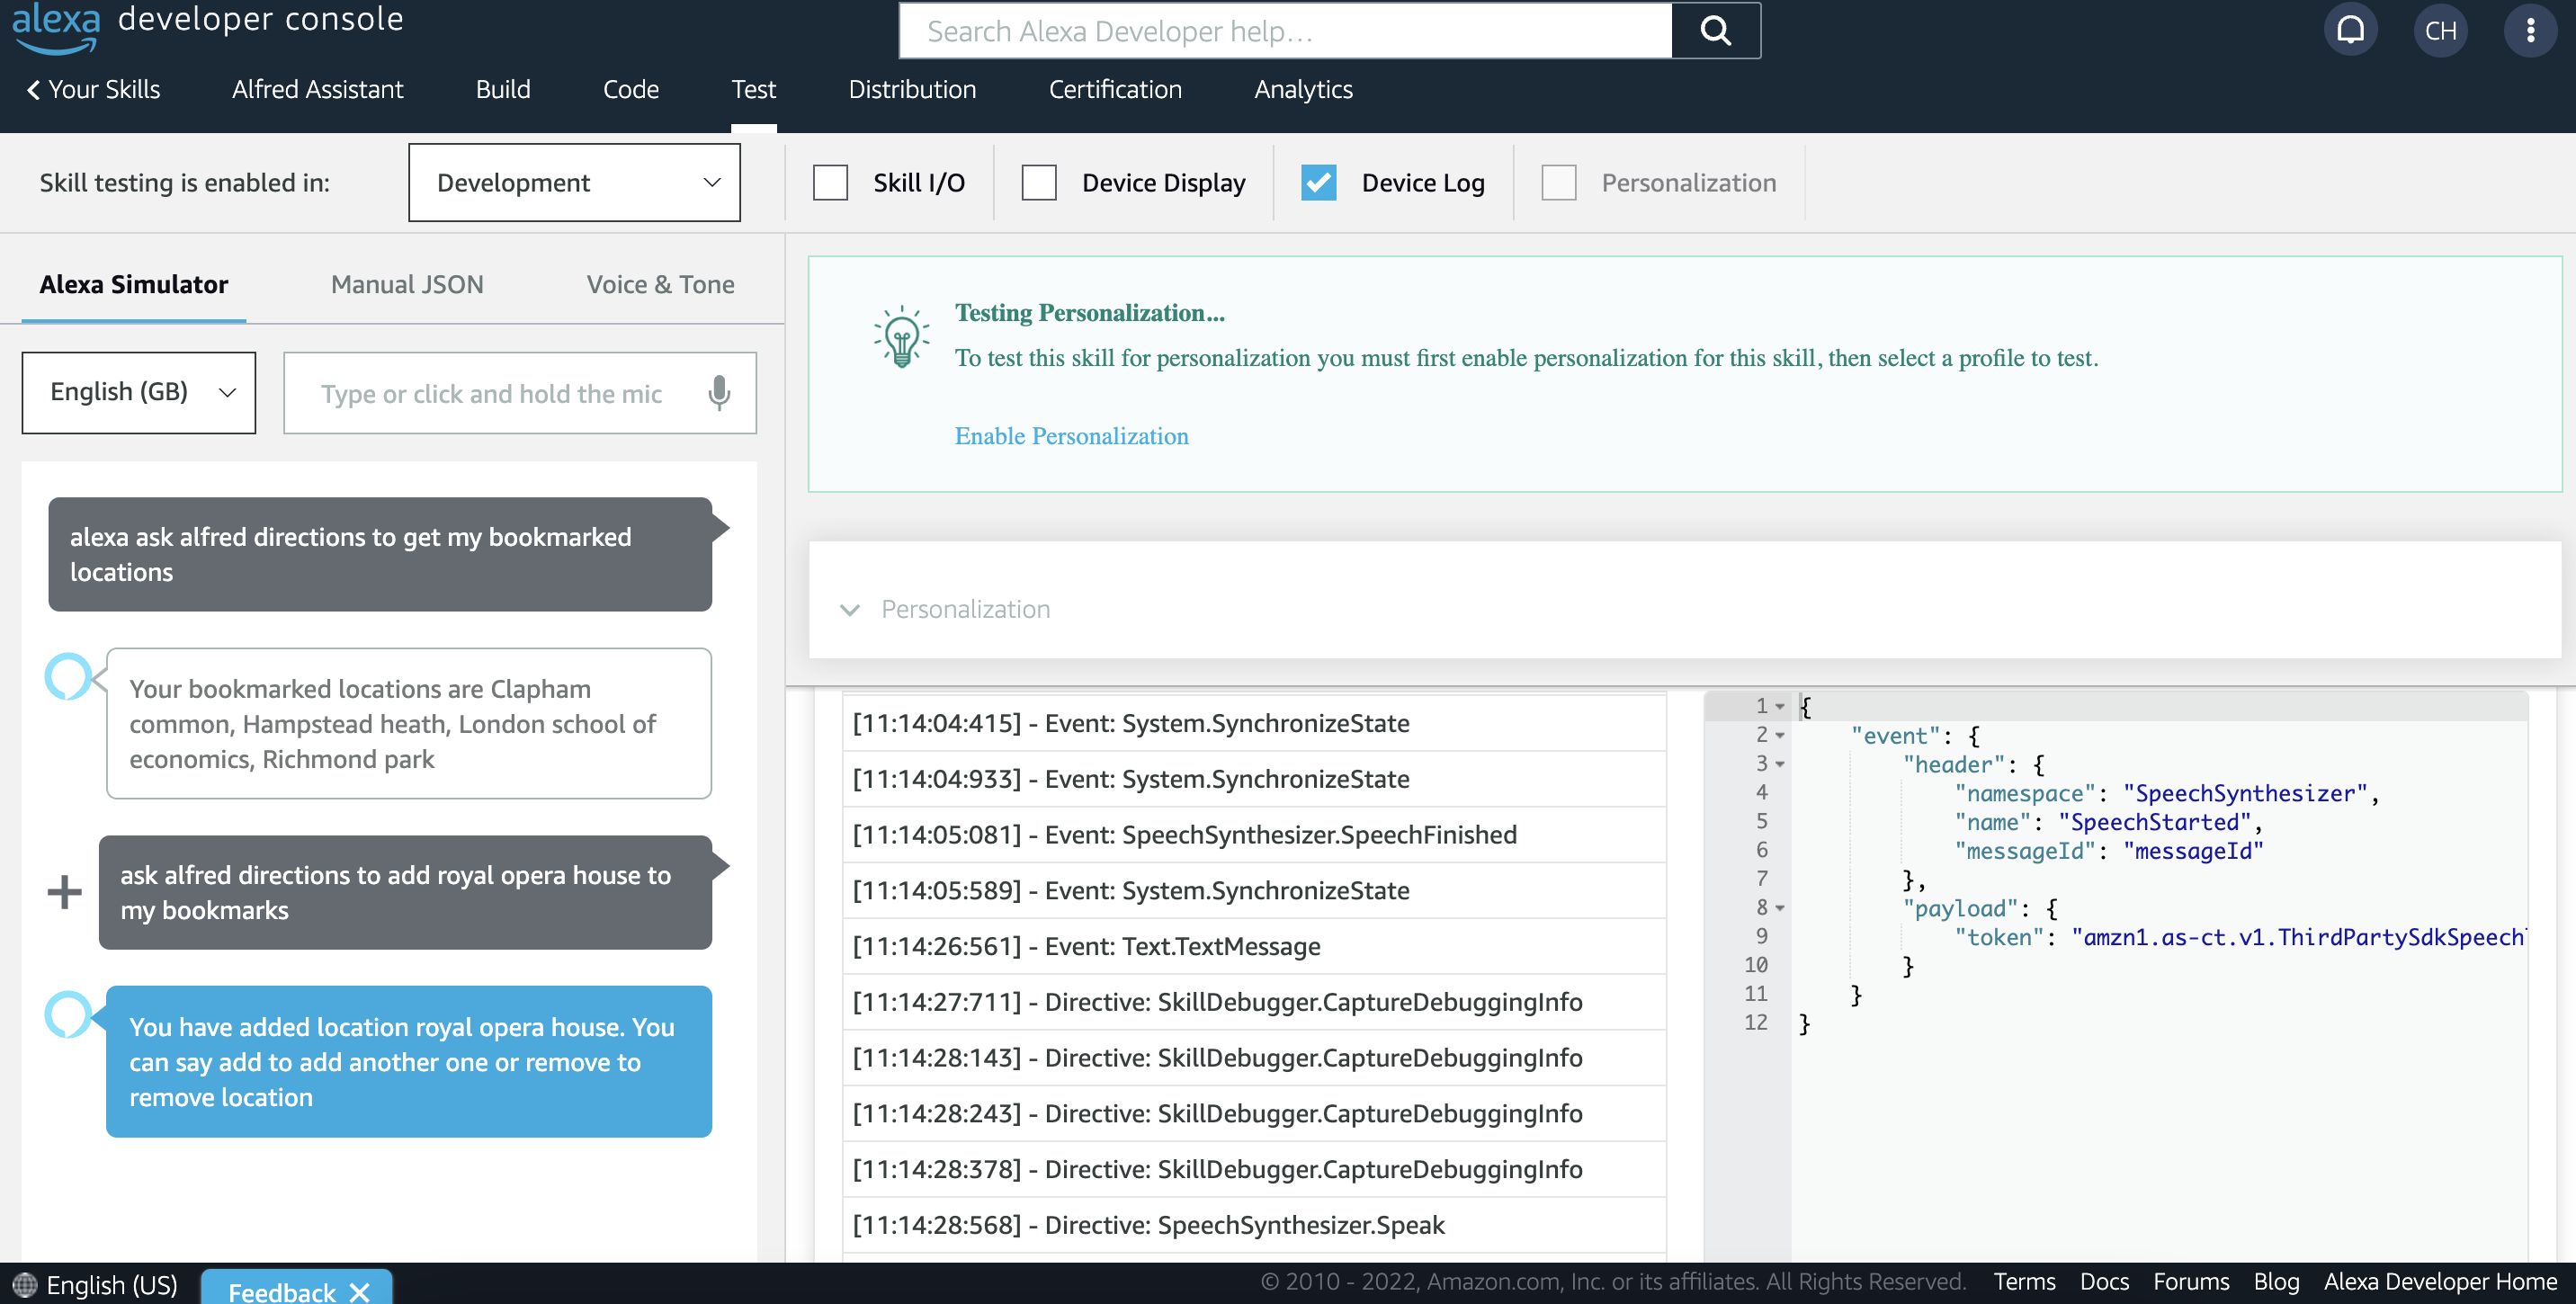 alexa developer console
Search Alexa Developer help...
CH
Your Skills
Alfred Assistant
Build
Code
Test
Distribution
Certification
Analytics
Skill testing is enabled in:
Development
Skill I/O
Device Display
Device Log
Personalization
Alexa Simulator
Manual JSON
Voice & Tone
English (GB)
Type or click and hold the mic
alexa ask alfred directions to get my bookmarked
locations
Your bookmarked locations are Clapham
common, Hampstead heath, London school of
economics, Richmond park
ask alfred directions to add royal opera house to
my bookmarks
You have added location royal opera house. You
can say add to add another one or remove to
remove location
Testing Personalization...
To test this skill for personalization you must first enable personalization for this skill, then select a profile to test.
Enable Personalization
Personalization
[11:14:04:415] - Event: System.SynchronizeState
[11:14:04:933] - Event: System.SynchronizeState
[11:14:05:081] - Event: SpeechSynthesizer.SpeechFinished
[11:14:05:589] - Event: System.SynchronizeState
[11:14:26:561] - Event: Text.TextMessage
[11:14:27:711] - Directive: SkillDebugger.CaptureDebuggingInfo
[11:14:28:143] - Directive: SkillDebugger.CaptureDebuggingInfo
[11:14:28:243] - Directive: SkillDebugger.CaptureDebuggingInfo
[11:14:28:378] - Directive: SkillDebugger.CaptureDebuggingInfo
[11:14:28:568] - Directive: SpeechSynthesizer.Speak
1 {
2 "event": {
3 "header": {
4 "namespace": "SpeechSynthesizer",
5 "name": "SpeechStarted",
6 "messageId": "messageId"
7 },
8 "payload": {
9 "token": "amzn1.as-ct.v1.ThirdPartySdkSpeech
10 }
11 }
12 }
English (US)
Feedback
© 2010 - 2022, Amazon.com, Inc. or its affiliates. All Rights Reserved.
Terms
Docs
Forums
Blog
Alexa Developer Home